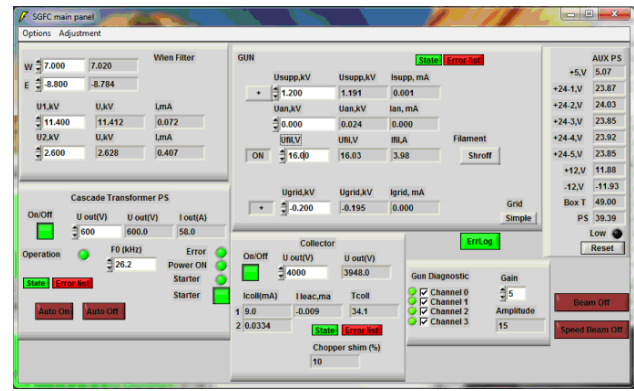 SGFC main panel
Options Adjustment
Wien Filter
W 7.000 7.020
E -8.800 -8.784
U1,kV U,kV I,mA
11.400 11.412 0.072
U2,kV U,kV I,mA
2.600 2.628 0.407
GUN State Error list
Usupp,kV Usupp,kV Isupp, mA
+ 1.200 1.191 0.001
Uan,kV Uan,kV Ian, mA
0.000 0.024 0.000
Ufil,V Ufil,V Ifil,A Filament
ON 16.00 16.03 3.98 Shroff
Ugrid,kV Ugrid,kV Igrid, mA Grid
+ -0.200 -0.195 0.000 Simple
AUX PS
+5,V 5.07
+24-1,V 23.87
+24-2,V 24.03
+24-3,V 23.85
+24-4,V 23.92
+24-5,V 23.85
+12,V 11.88
-12,V -11.93
Box T 49.00
PS 39.39
Low
Reset
Cascade Transformer PS
On/Off U out(V) U out(V) I out(A)
600 600.0 58.0
Operation F0 (kHz) Error
26.2 Power ON
Starter
State Error list Starter
Auto On Auto Off
Collector
On/Off U out(V) U out(V)
4000 3948.0
Icoll(mA) I leac,ma Tcoll
1 9.0 -0.009 34.1
2 0.0334 State Error list
Chopper shim (%)
10
ErrLog
Gun Diagnostic Gain
Channel 0 5
Channel 1
Channel 2 Amplitude
Channel 3 15
Beam Off
Speed Beam Off